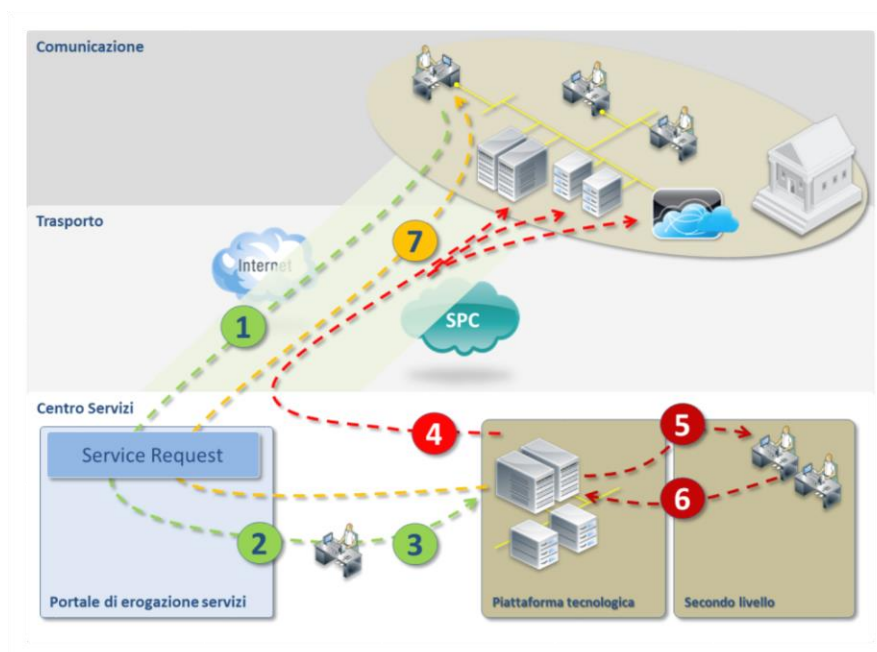 Comunicazione
Trasporto
Internet
7
1
SPC
Centro Servizi
Service Request
4
5
6
2
3
Portale di erogazione servizi
Piattaforma tecnologica
Secondo livello